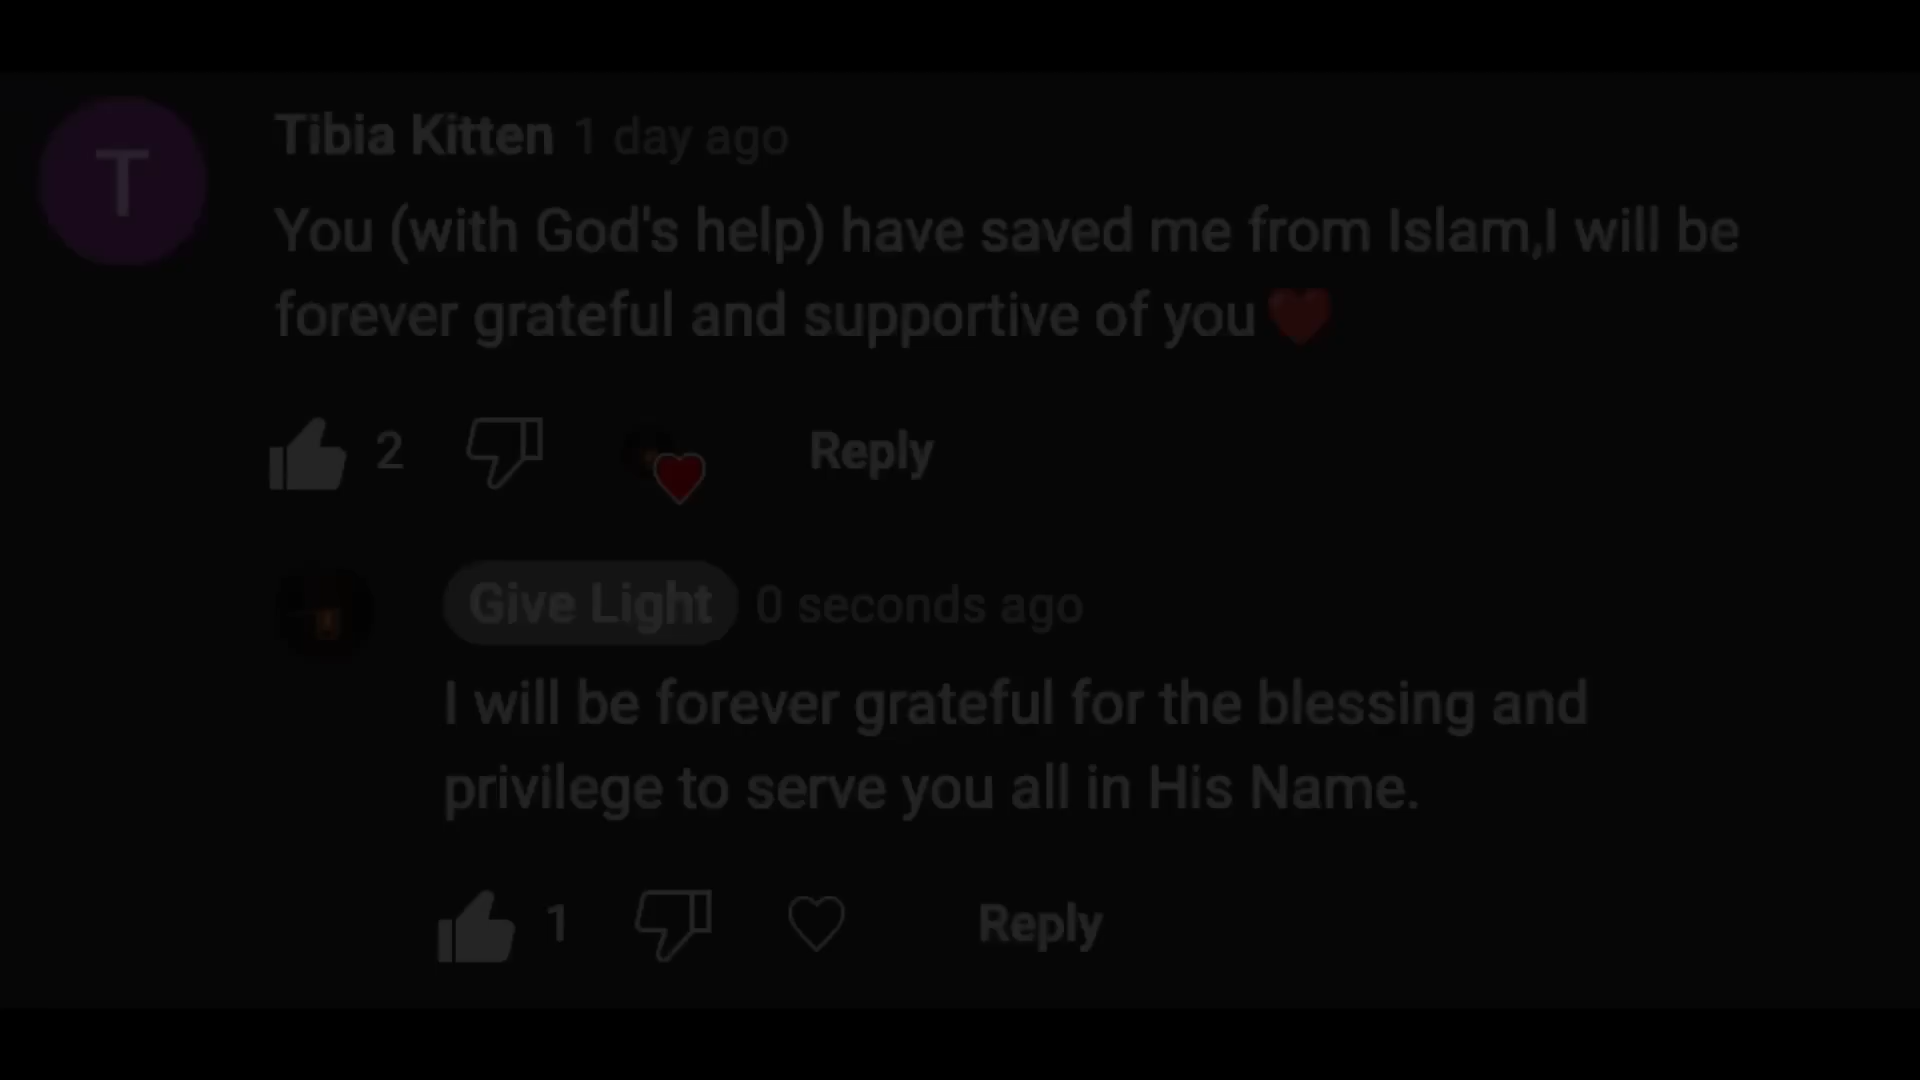 T
Tibia Kitten 1 day ago
You (with God's help) have saved me from Islam,I will be
forever grateful and supportive of you❤️
2 Reply
Give Light 0 seconds ago
I will be forever grateful for the blessing and
privilege to serve you all in His Name.
1 Reply